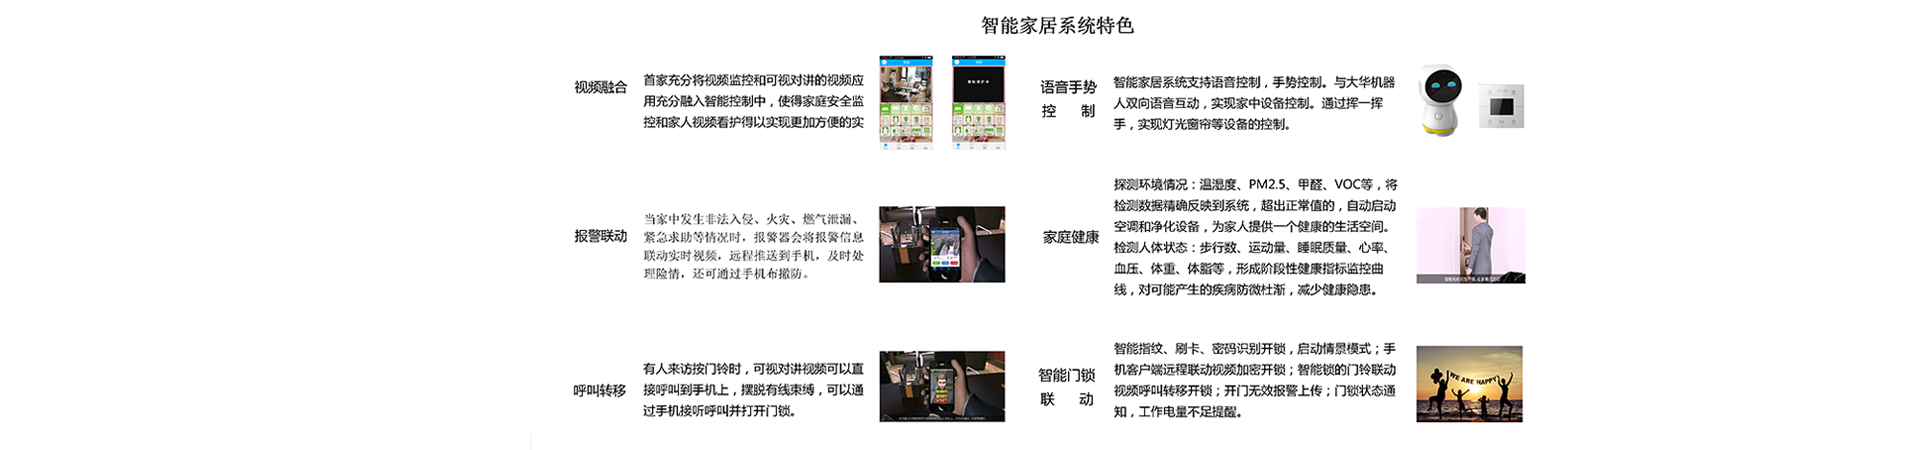 智能家居系统特色
视频融合
首家充分将视频监控和可视对讲的视频应
用充分融入智能控制中，使得家庭安全监
控和家人视频看护得以实现更加方便的实
语音手势
控 制
智能家居系统支持语音控制，手势控制。与大华机器
人双向语音互动，实现家中设备控制。通过挥一挥
手，实现灯光窗帘等设备的控制。
报警联动
当家中发生非法入侵、火灾、燃气泄漏、
紧急求助等情况时，报警器会将报警信息
联动实时视频，远程推送到手机，及时处
理险情，还可通过手机布撤防。
家庭健康
探测环境情况：温湿度、PM2.5、甲醛、VOC等，将
检测数据精确反映到系统，超出正常值的，自动启动
空调和净化设备，为家人提供一个健康的生活空间。
检测人体状态：步行数、运动量、睡眠质量、心率、
血压、体重、体脂等，形成阶段性健康指标监控曲
线，对可能产生的疾病防微杜渐，减少健康隐患。
呼叫转移
有人来访按门铃时，可视对讲视频可以直
接呼叫到手机上，摆脱有线束缚，可以通
过手机接听呼叫并打开门锁。
智能门锁
联 动
智能指纹、刷卡、密码识别开锁，启动情景模式；手
机客户端远程联动视频加密开锁；智能锁的门铃联动
视频呼叫转移开锁；开门无效报警上传；门锁状态通
知，工作电量不足提醒。
WE ARE HAPPY